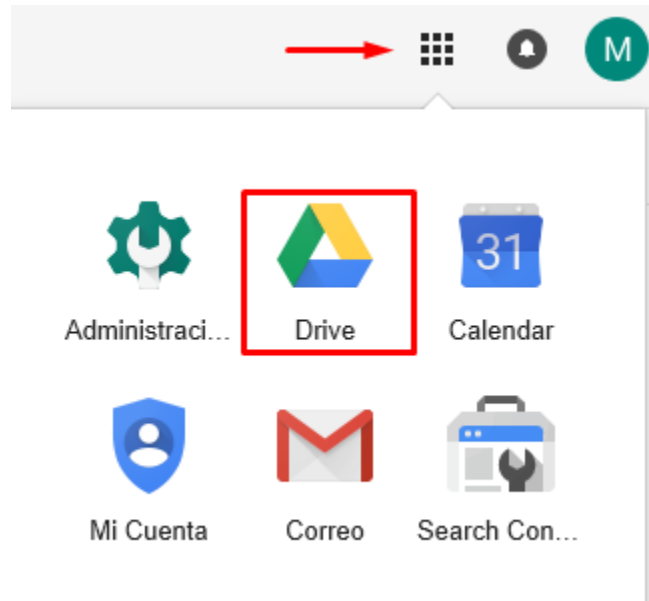 M
31
Administraci...
Drive
Calendar
Mi Cuenta
Correo
Search Con...